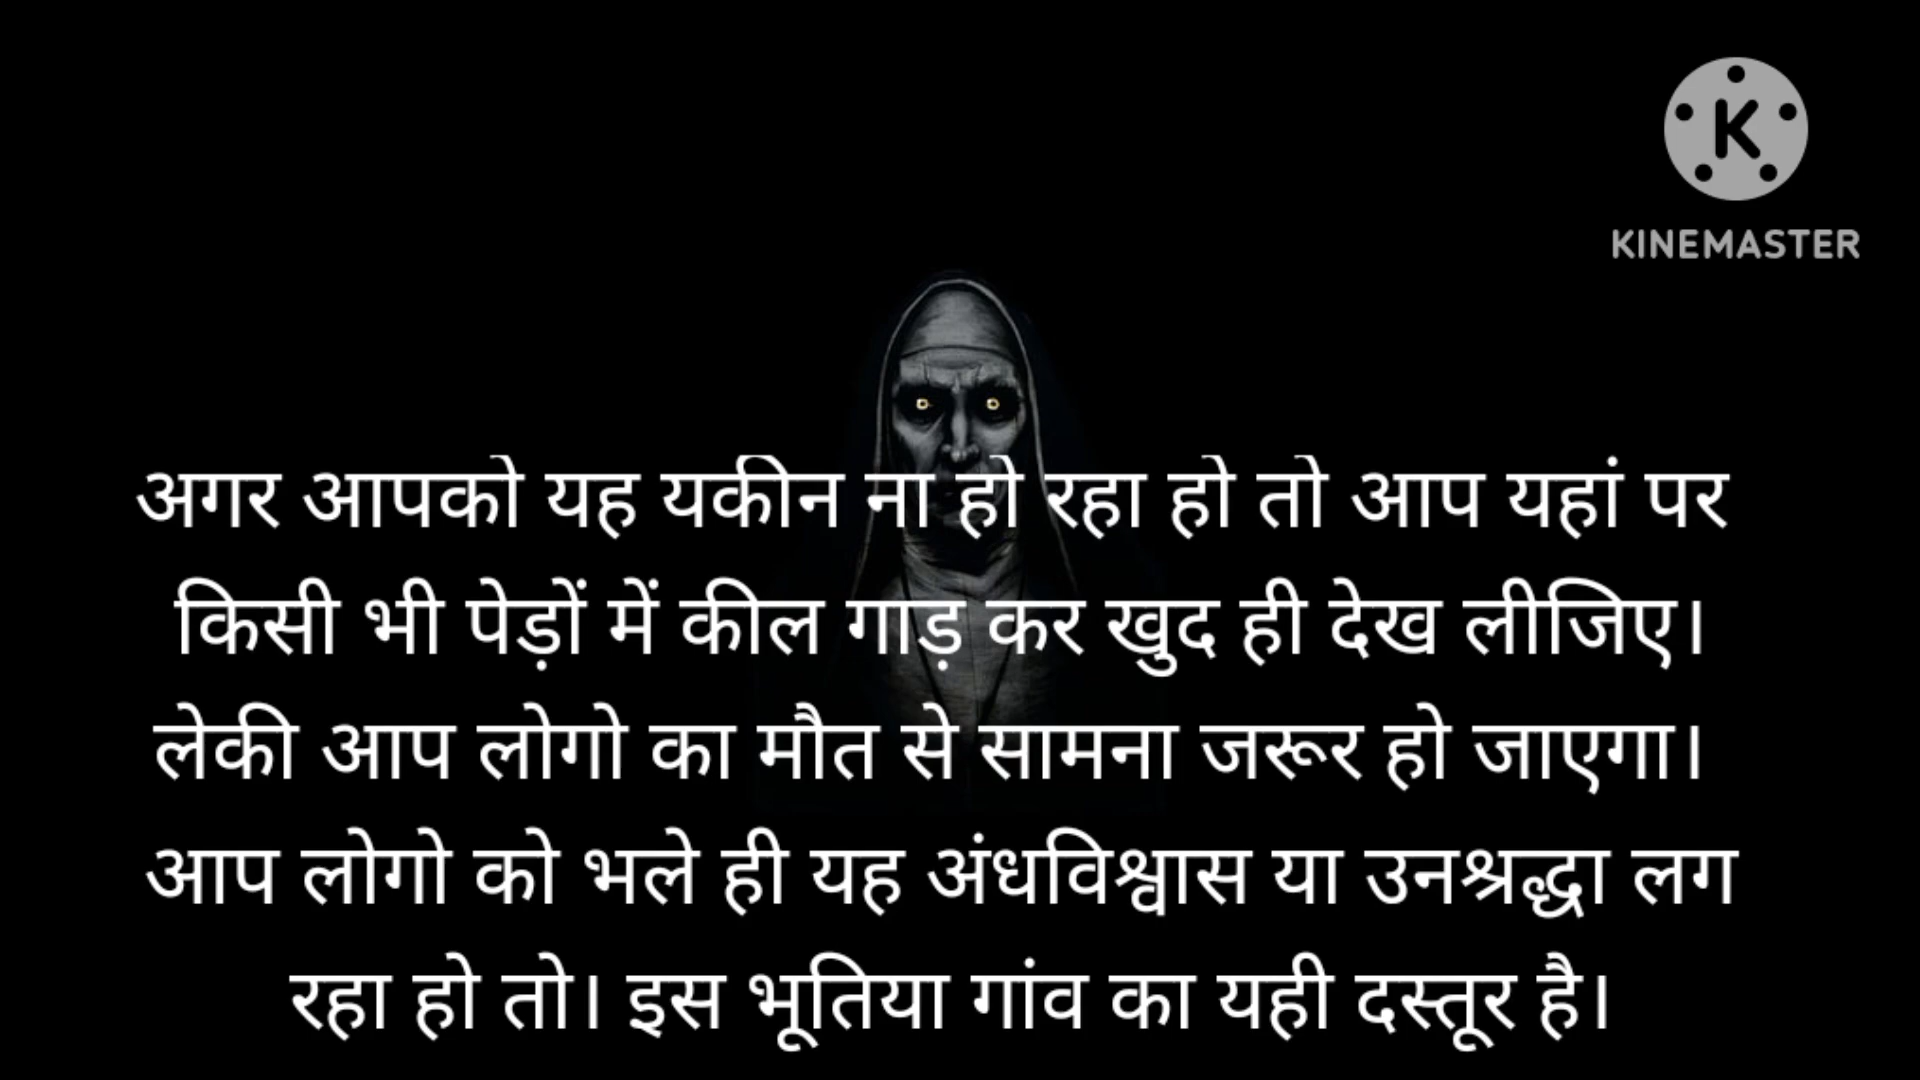 KINEMASTER
अगर आपको यह यकीन ना हो रहा हो तो आप यहां पर
किसी भी पेड़ों में कील गाड़ कर खुद ही देख लीजिए।
लेकी आप लोगो का मौत से सामना जरूर हो जाएगा।
आप लोगो को भले ही यह अंधविश्वास या उनश्रद्धा लग
रहा हो तो। इस भूतिया गांव का यही दस्तूर है।